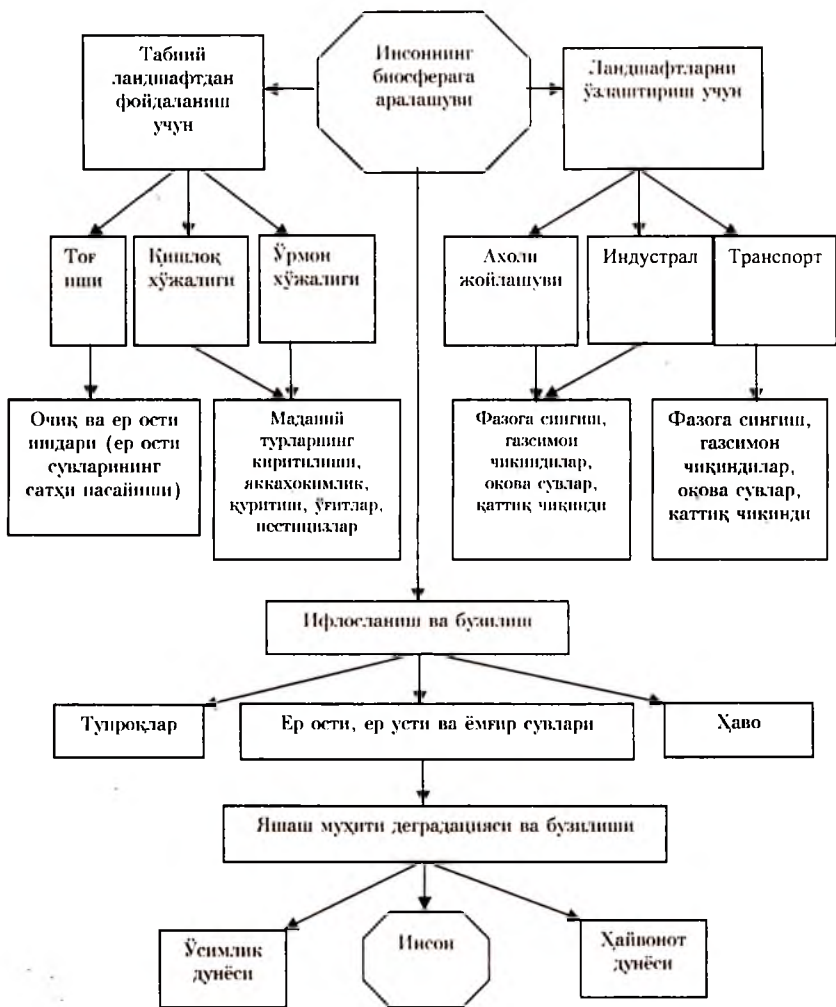 Табиий
ландшафтдан
фойдаланиш
учун
Инсоннинг
биосферага
аралашуви
Ландшафтларни
ўзлаштириш учун
Тоғ
иши
Қишлоқ
хўжалиги
Ўрмон
хўжалиги
Ахоли
жойлашуви
Индустрал
Транспорт
Очиқ ва ер ости
ишлари (ер ости
сувларининг
сатҳи пасайиши)
Маданий
турларнинг
киритилиши,
яккахокимлик,
қуритиш, ўғитлар,
пестицизлар
Фазога сингиш,
газсимон
чиқиндилар,
оқова сувлар,
қаттиқ чиқинди
Фазога сингиш,
газсимон
чиқиндилар,
оқова сувлар,
қаттиқ чиқинди
Ифлосланиш ва бузилиш
Тупроқлар
Ер ости, ер усти ва ёмғир сувлари
Ҳаво
Яшаш муҳити деградацияси ва бузилиши
Ўсимлик
дунёси
Инсон
Ҳайвонот
дунёси